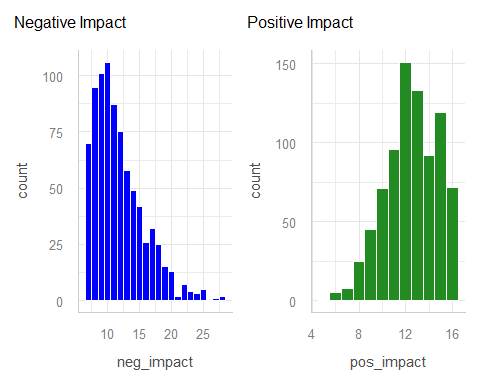 Negative Impact
100
75
50
25
0
count
10 15 20 25
neg_impact
Positive Impact
150
100
50
0
count
4 8 12 16
pos_impact